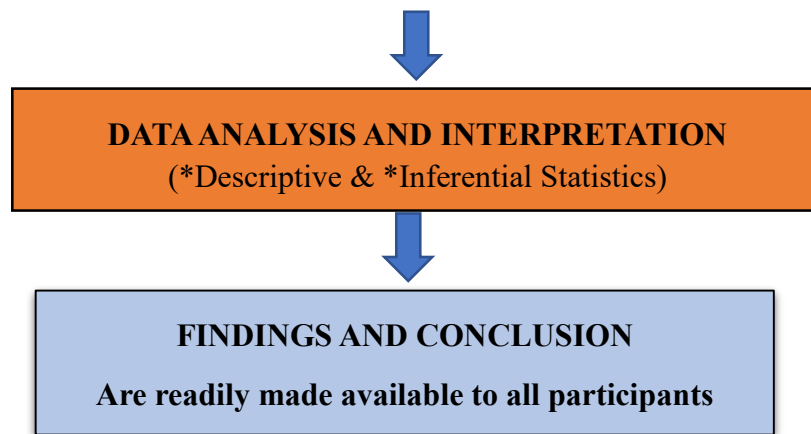 DATA ANALYSIS AND INTERPRETATION
(*Descriptive & *Inferential Statistics)
FINDINGS AND CONCLUSION
Are readily made available to all participants